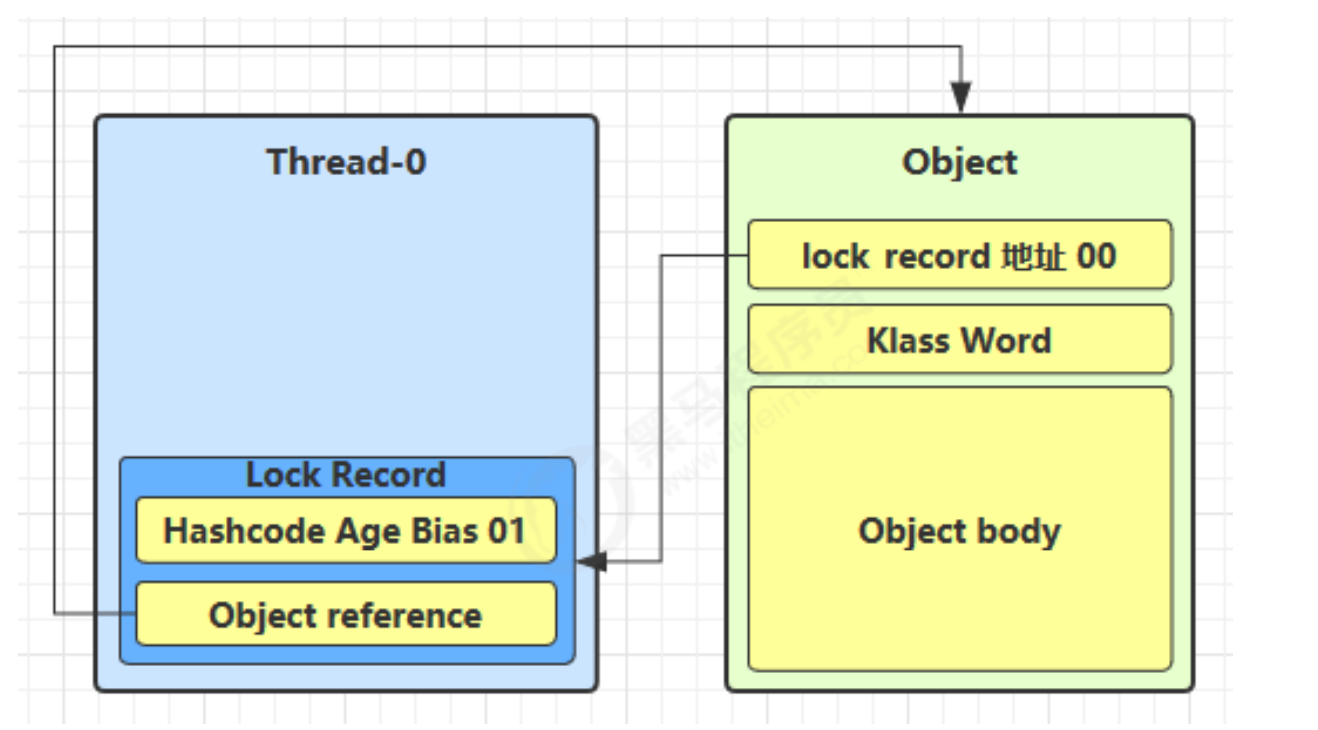 Thread-0
Object
lock record 地址 00
Klass Word
Lock Record
Hashcode Age Bias 01
Object body
Object reference
黑马程序员
www.itheima.com